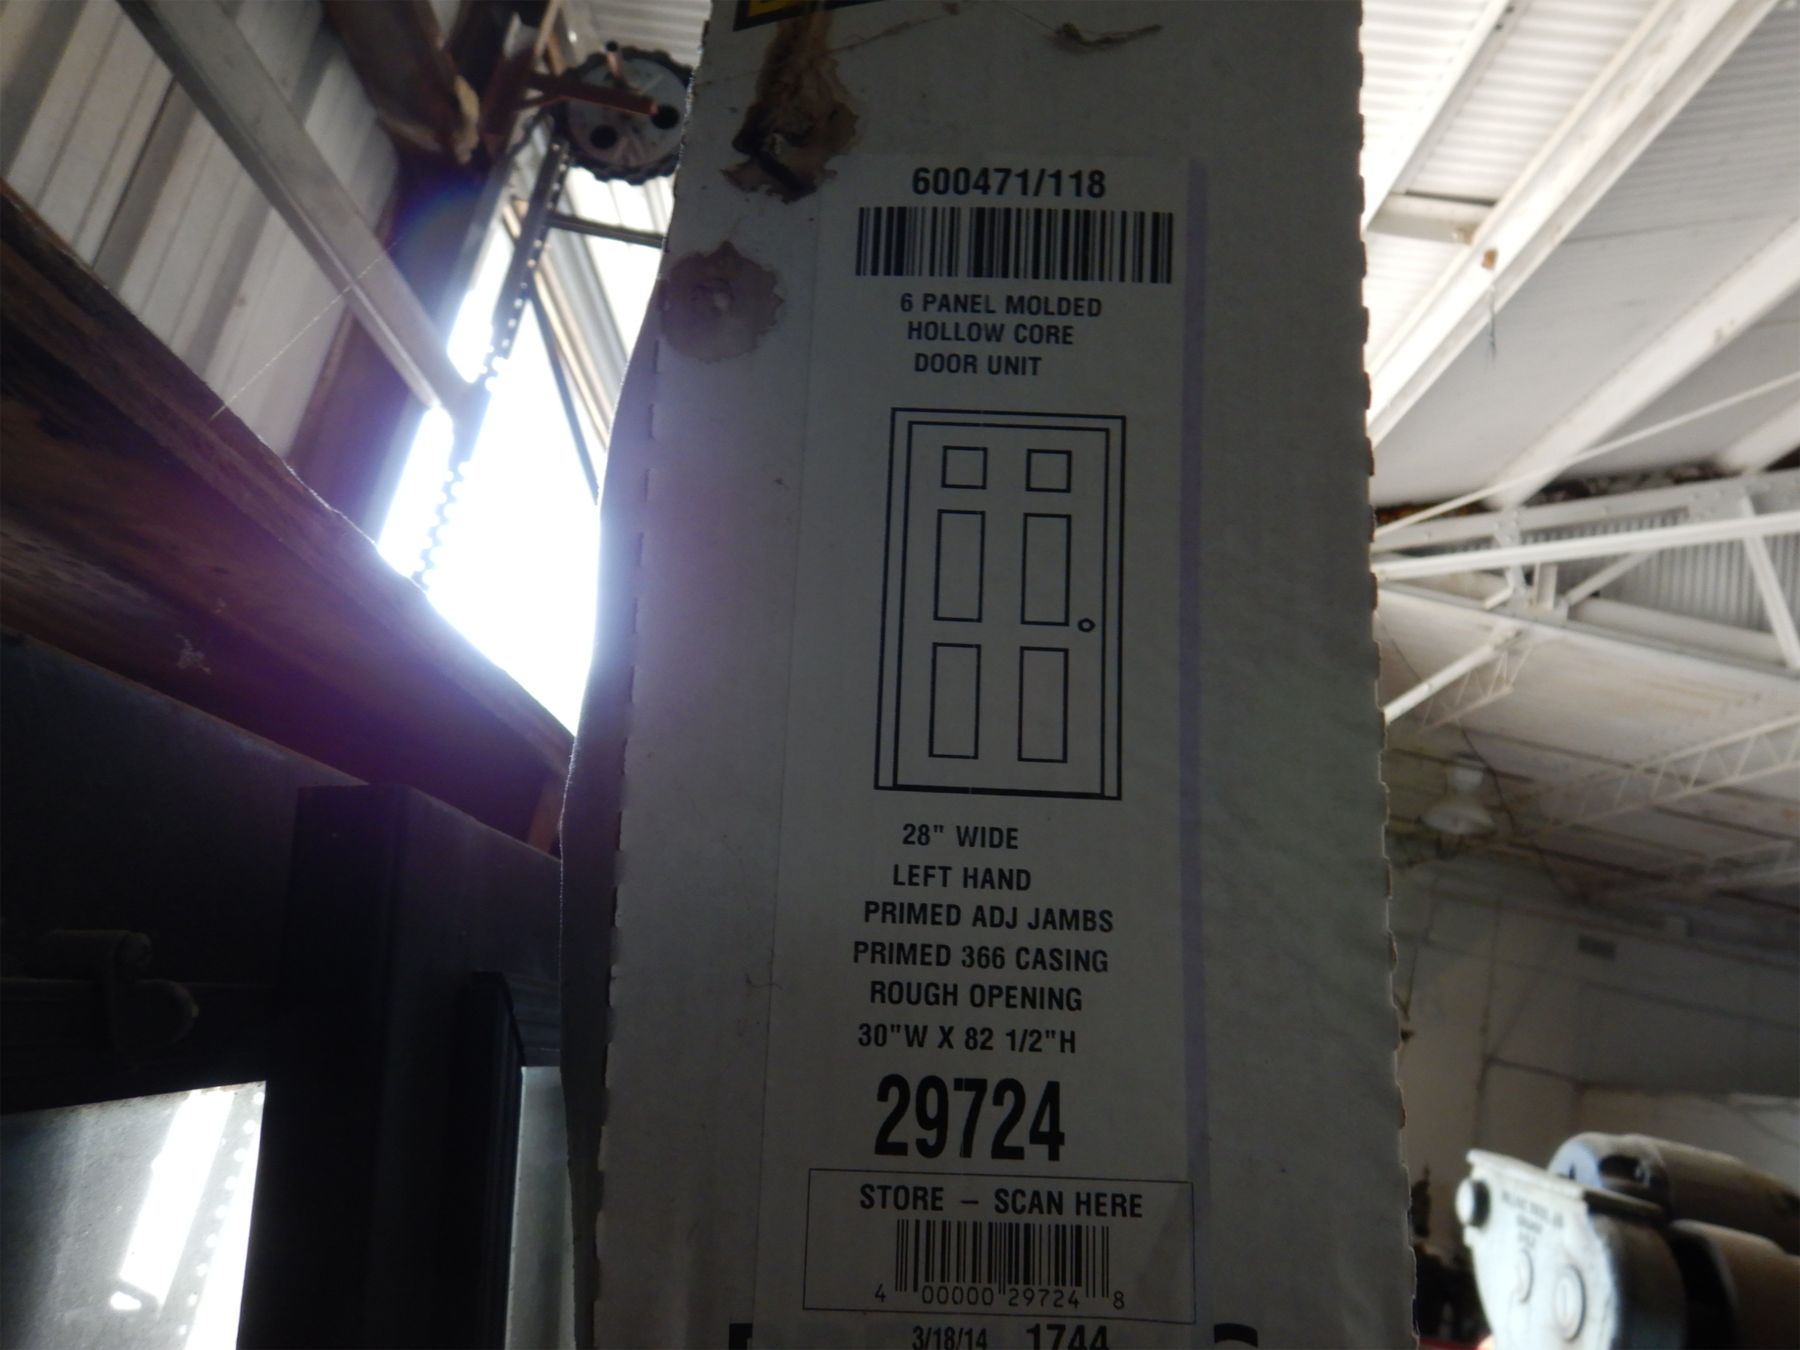 600471/118
6 PANEL MOLDED
HOLLOW CORE
DOOR UNIT
28" WIDE
LEFT HAND
PRIMED ADJ JAMBS
PRIMED 366 CASING
ROUGH OPENING
30"W X 82 1/2"H
29724
STORE – SCAN HERE
4 00000 29724 8
3/18/14 1744